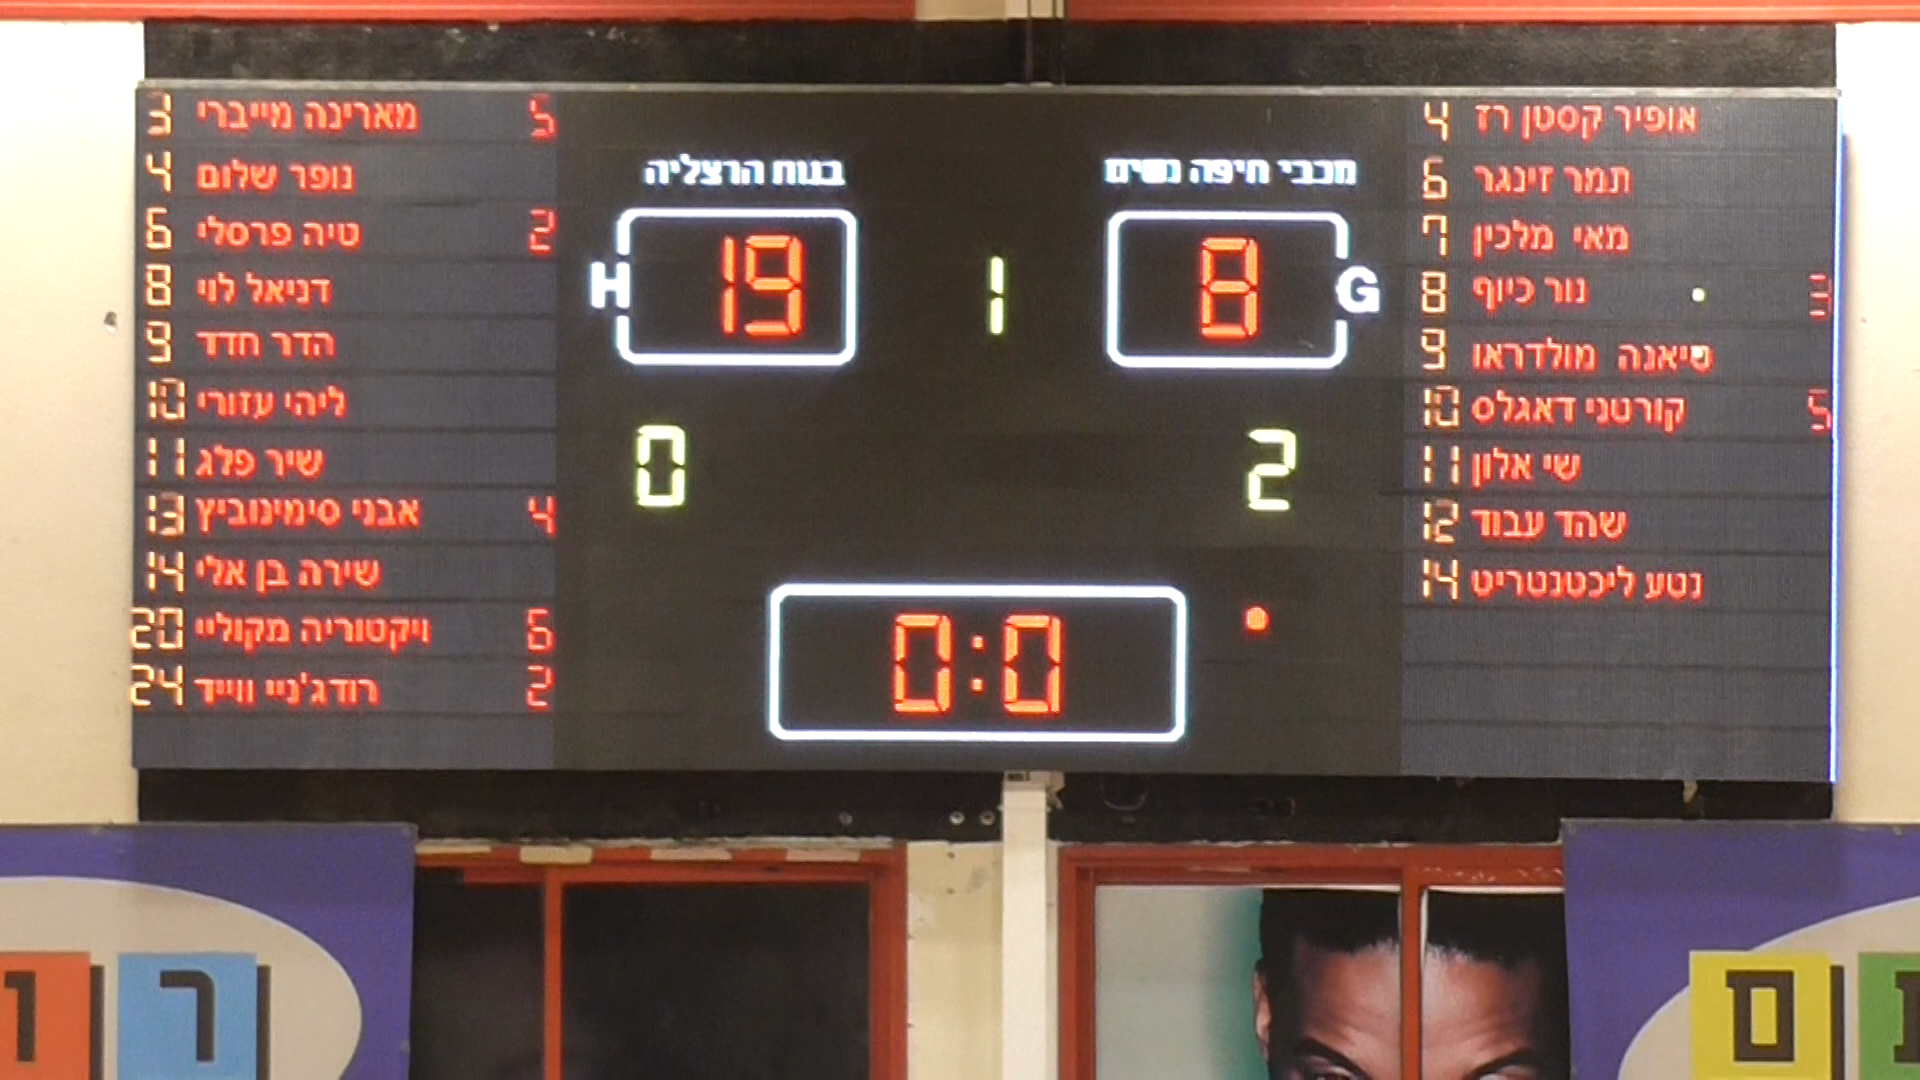 3 מארינה מייברי 5
4 נופר שלום
6 טיה פרסלי 2
8 דניאל לוי
9 הדר חדד
10 ליהי עזורי
11 שיר פלג
13 אבני סימינוביץ 4
14 שירה בן אלי
20 ויקטוריה מקוליי 6
24 רודג'ניי ווייד 2
בנות הרצליה
מכבי חיפה נשים
H 19
1
8 G
0
2
0:0
4 אופיר קסטן רז
6 תמר זינגר
7 מאי מלכין
8 נור כיוף 3
9 סיאנה מולדראו
10 קורטני דאגלס 5
11 שי אלון
12 שהד עבוד
14 נטע ליכטנטריט
ר
ם